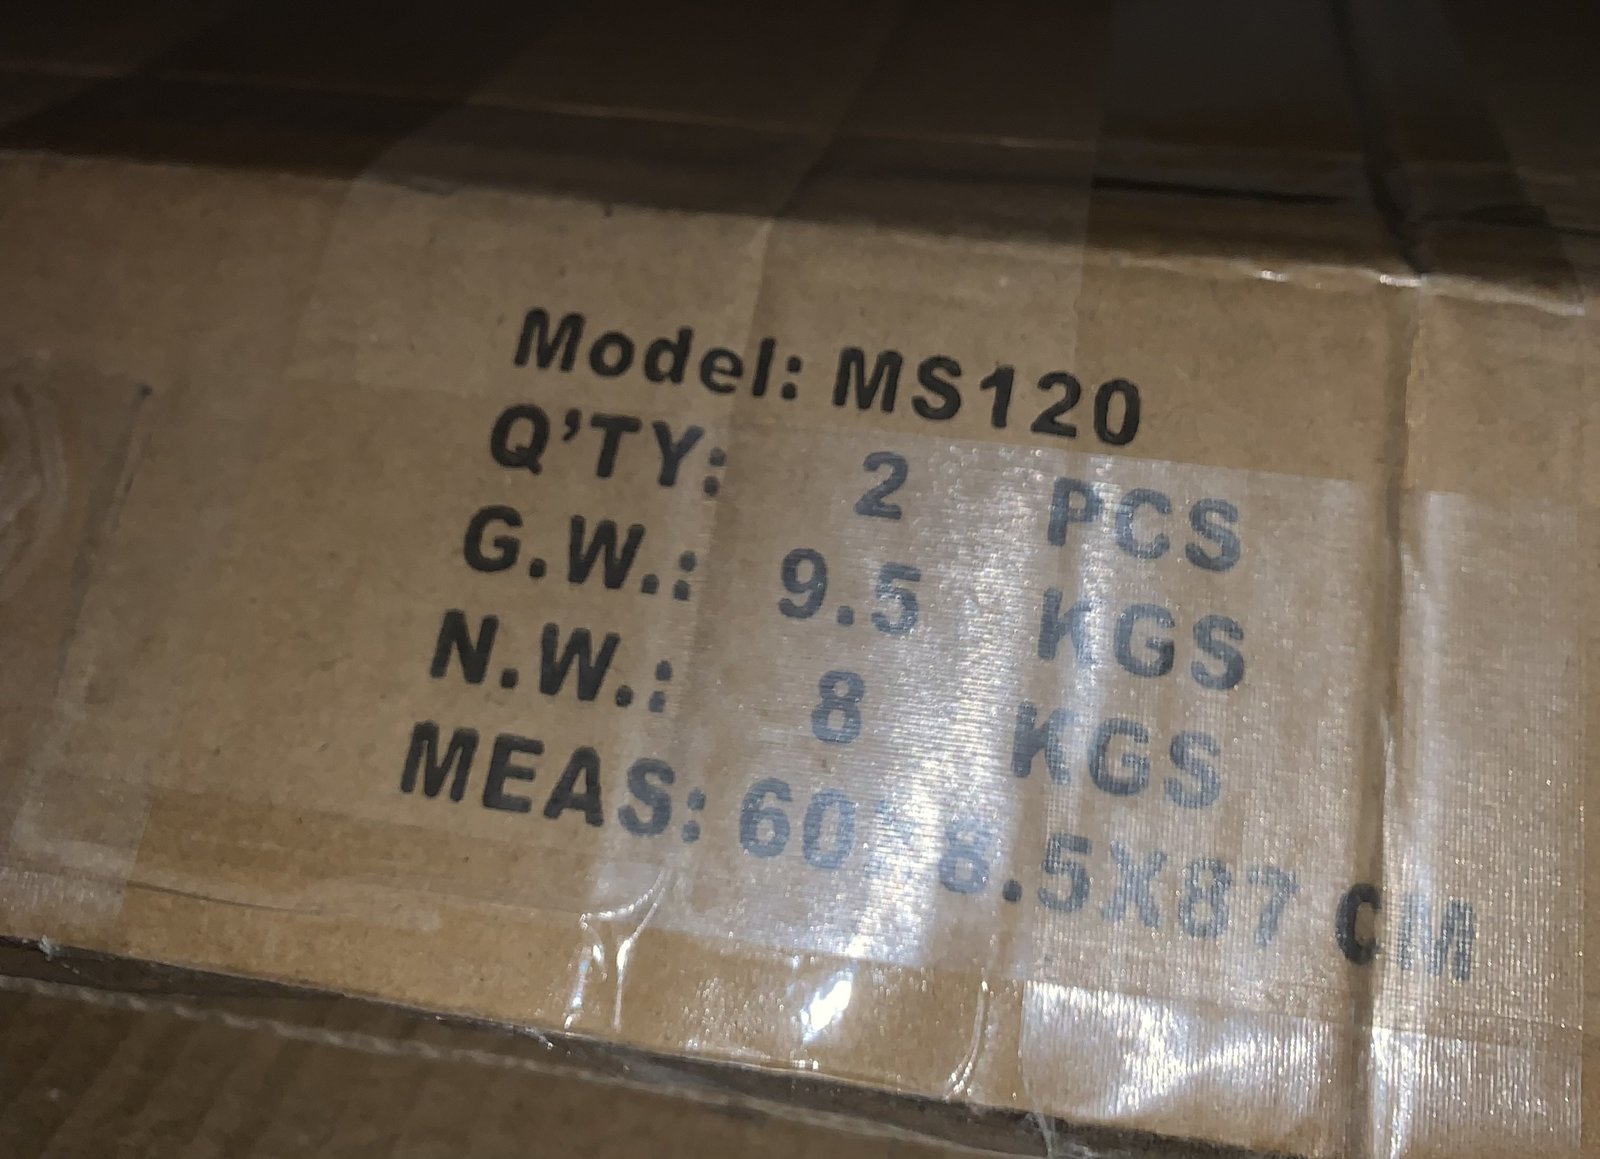 Model: MS120
Q'TY: 2 PCS
G.W.: 9.5 KGS
N.W.: 8 KGS
MEAS: 60X8.5X87 CM